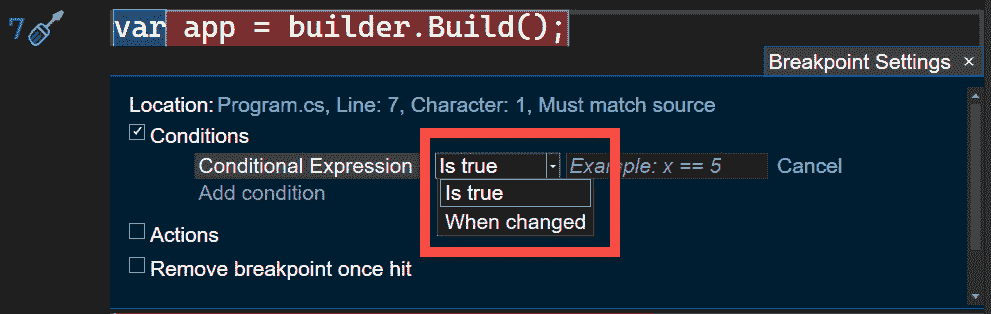 7 var app = builder.Build();
Breakpoint Settings ×
Location: Program.cs, Line: 7, Character: 1, Must match source
Conditions
Conditional Expression Is true Example: x == 5 Cancel
Is true
Add condition
When changed
Actions
Remove breakpoint once hit